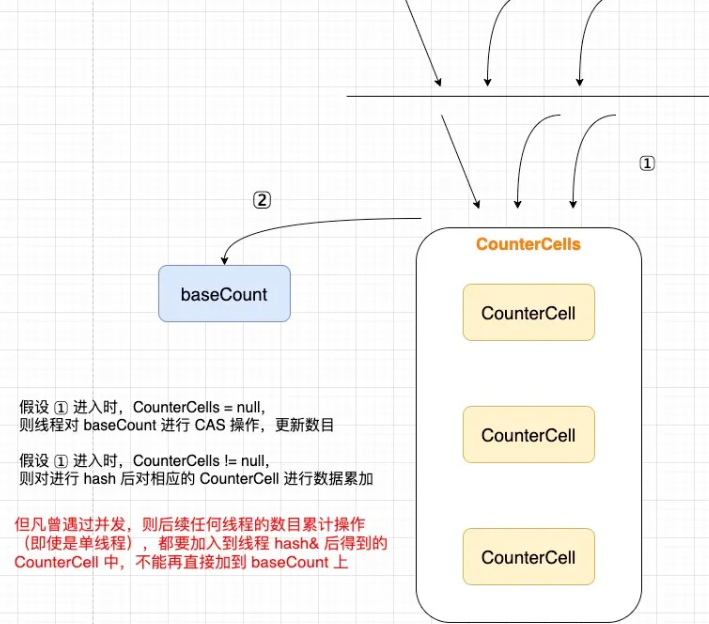 ①
②
CounterCells
baseCount
CounterCell
CounterCell
CounterCell
假设 ① 进入时，CounterCells = null，
则线程对 baseCount 进行 CAS 操作，更新数目
假设 ① 进入时，CounterCells != null，
则对进行 hash 后对相应的 CounterCell 进行数据累加
但凡曾遇过并发，则后续任何线程的数目累计操作
（即使是单线程），都要加入到线程 hash& 后得到的
CounterCell 中，不能再直接加到 baseCount 上